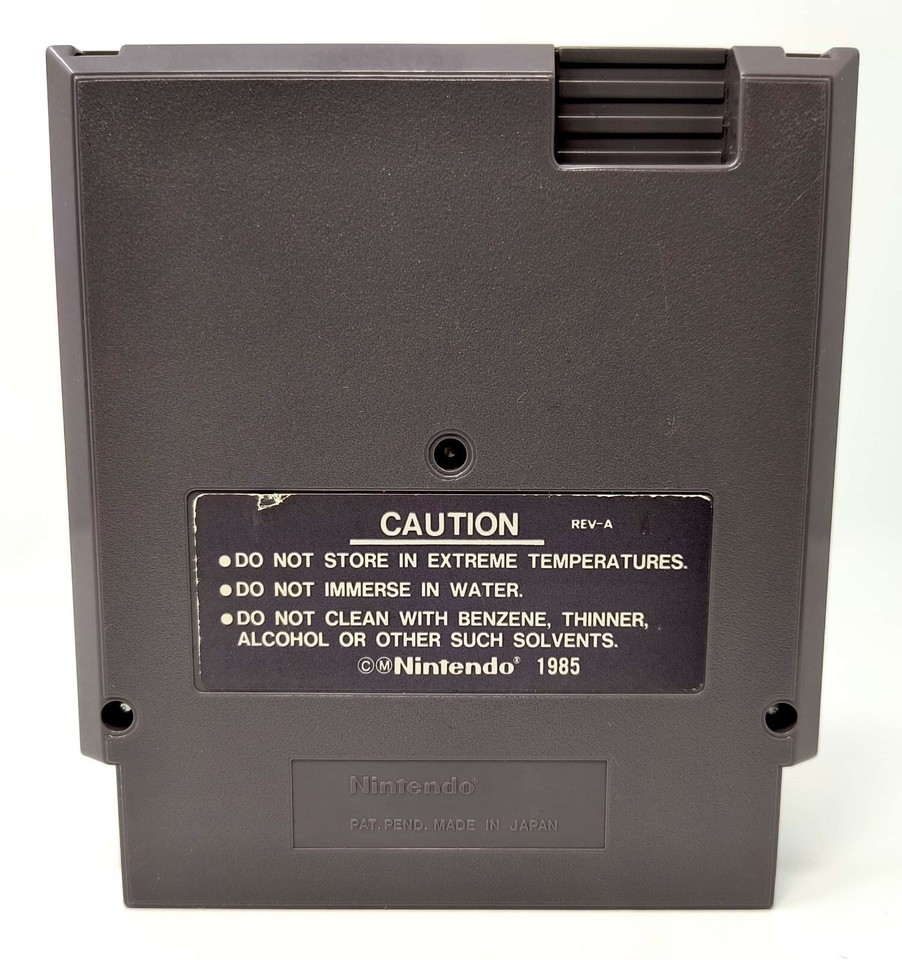 CAUTION REV-A
●DO NOT STORE IN EXTREME TEMPERATURES.
●DO NOT IMMERSE IN WATER.
●DO NOT CLEAN WITH BENZENE, THINNER,
ALCOHOL OR OTHER SUCH SOLVENTS.
©ⓂNintendo® 1985
Nintendo®
PAT. PEND. MADE IN JAPAN